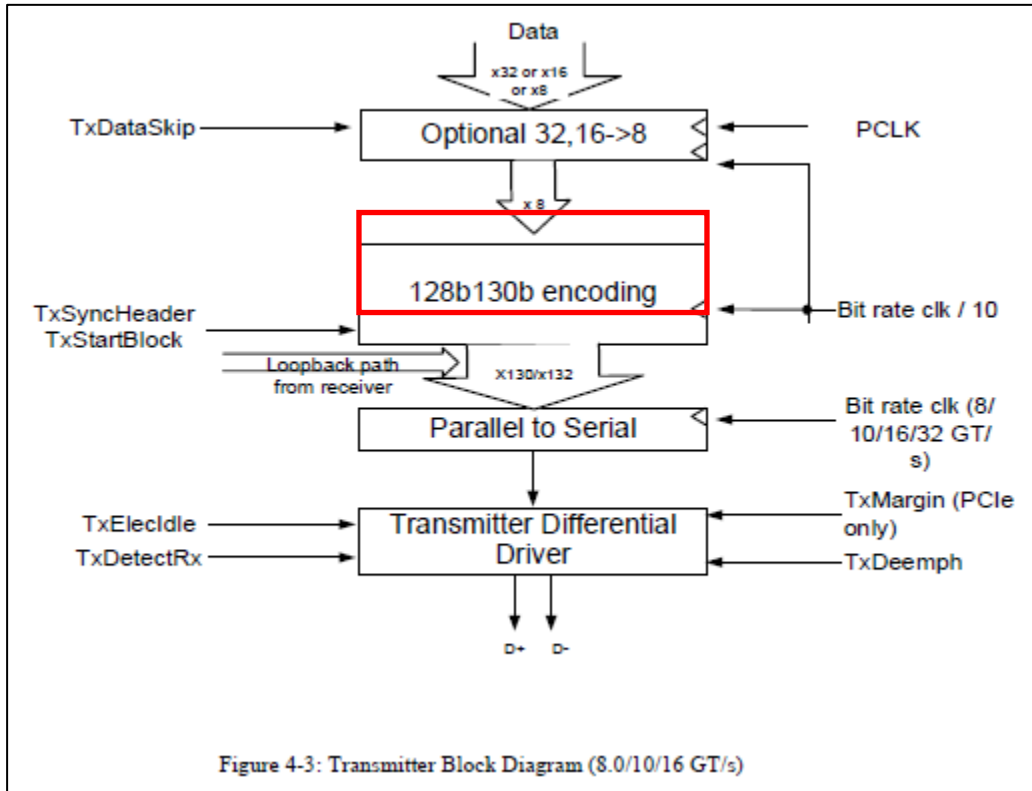 Data
x32 or x16
or x8
TxDataSkip
Optional 32,16->8
PCLK
x 8
128b130b encoding
TxSyncHeader
TxStartBlock
Bit rate clk / 10
Loopback path
from receiver
X130/x132
Parallel to Serial
Bit rate clk (8/
10/16/32 GT/
s)
TxElecIdle
TxDetectRx
Transmitter Differential
Driver
TxMargin (PCIe
only)
TxDeemph
D+ D-
Figure 4-3: Transmitter Block Diagram (8.0/10/16 GT/s)